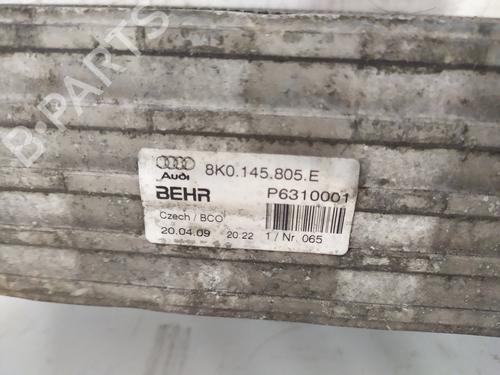 B-PARTS
Audi 8K0.145.805.E
BEHR P6310001
Czech / BCO
20.04.09 20:22 1 / Nr. 065